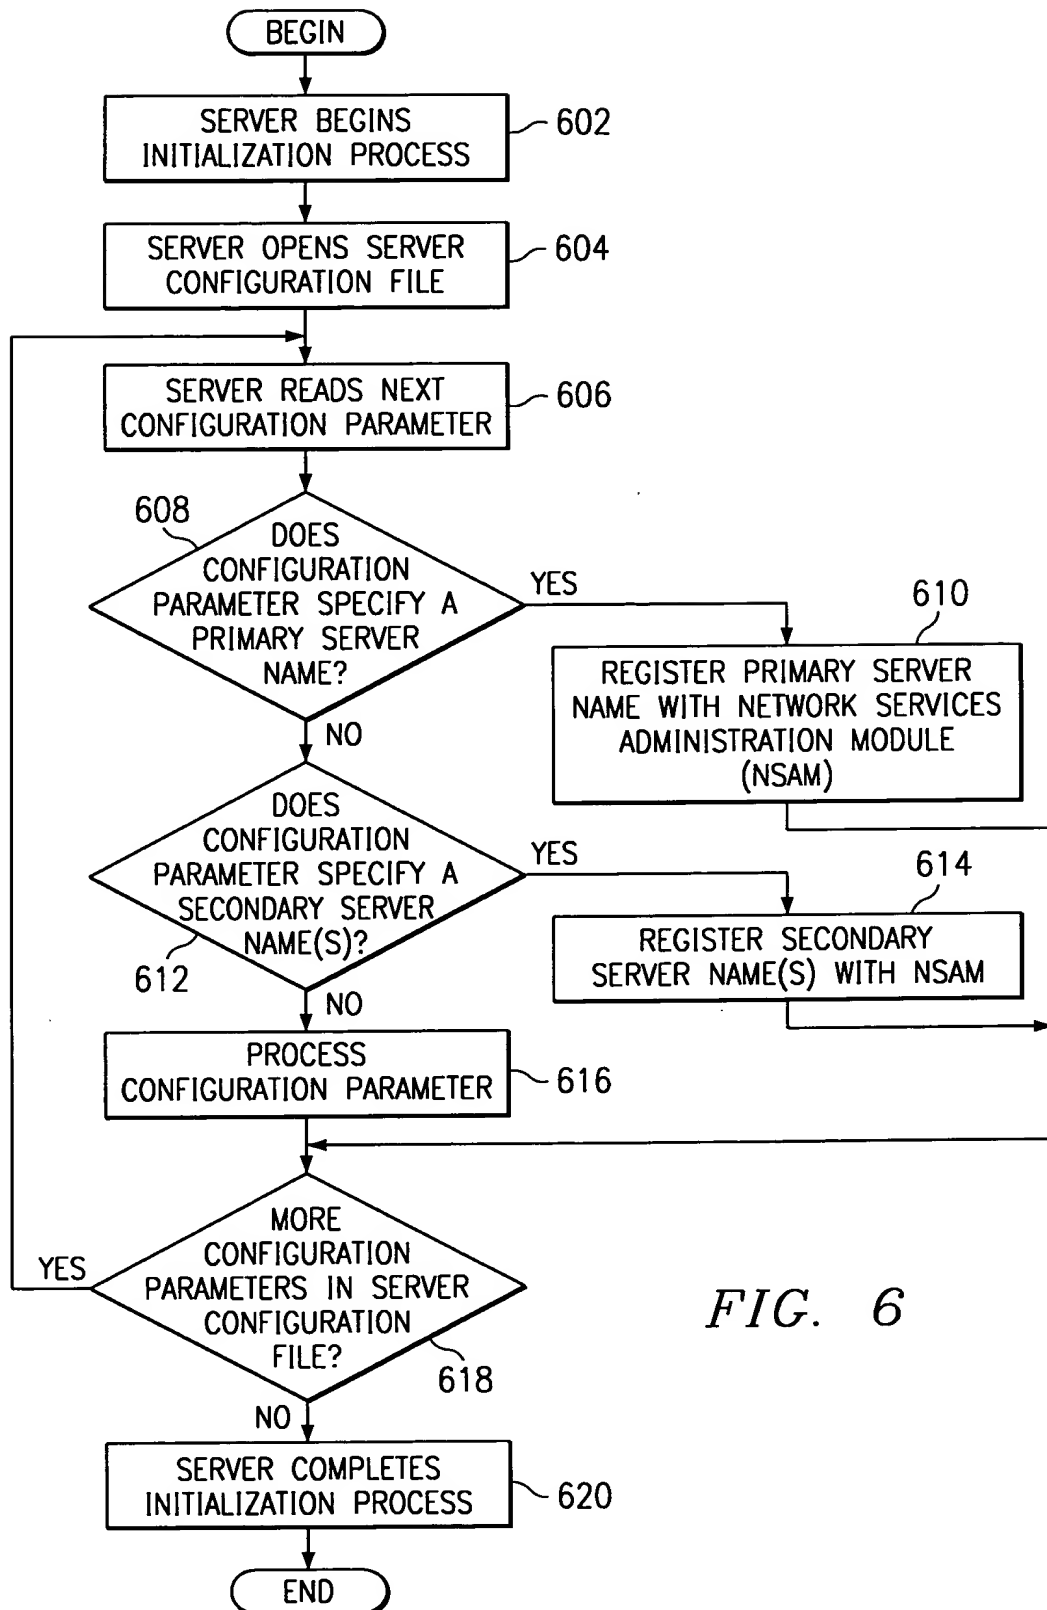 BEGIN
SERVER BEGINS
INITIALIZATION PROCESS
602
SERVER OPENS SERVER
CONFIGURATION FILE
604
SERVER READS NEXT
CONFIGURATION PARAMETER
606
608
DOES
CONFIGURATION
PARAMETER SPECIFY A
PRIMARY SERVER
NAME?
YES
NO
610
REGISTER PRIMARY SERVER
NAME WITH NETWORK SERVICES
ADMINISTRATION MODULE
(NSAM)
DOES
CONFIGURATION
PARAMETER SPECIFY A
SECONDARY SERVER
NAME(S)?
612
YES
NO
614
REGISTER SECONDARY
SERVER NAME(S) WITH NSAM
PROCESS
CONFIGURATION PARAMETER
616
MORE
CONFIGURATION
PARAMETERS IN SERVER
CONFIGURATION
FILE?
618
YES
NO
SERVER COMPLETES
INITIALIZATION PROCESS
620
END
FIG. 6